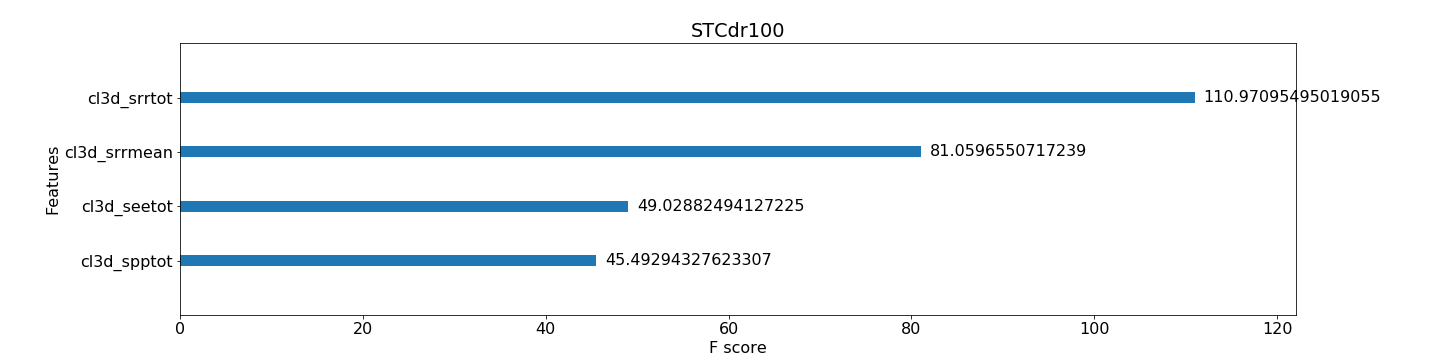 STCdr100
cl3d_srrtot 110.97095495019055
cl3d_srrmean 81.0596550717239
cl3d_seetot 49.02882494127225
cl3d_spptot 45.49294327623307
Features
0 20 40 60 80 100 120
F score